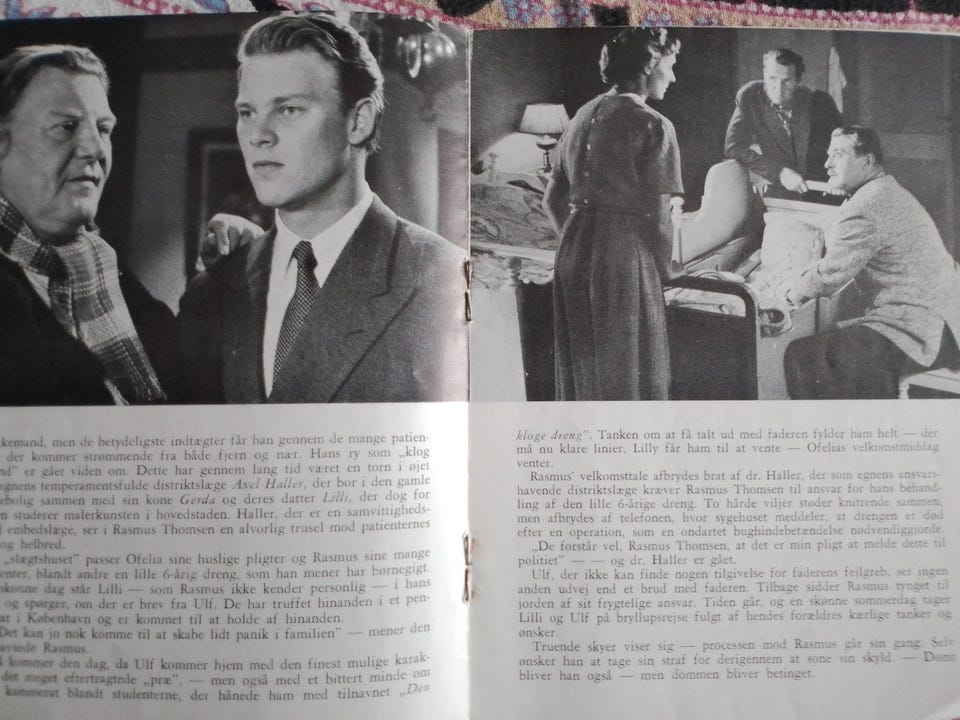 kemand, men de betydeligste indtægter får han gennem de mange patien-
der kommer strømmende fra både fjern og nær. Hans ry som „klog
nd" er gået viden om. Dette har gennem lang tid været en torn i øjet
egnens temperamentsfulde distriktslæge Axel Haller, der bor i den gamle
ebolig sammen med sin kone Gerda og deres datter Lilli, der dog for
n studerer malerkunsten i hovedstaden. Haller, der er en samvittigheds-
l embedslæge, ser i Rasmus Thomsen en alvorlig trusel mod patienternes
og helbred.
„slægtshuset" passer Ofelia sine huslige pligter og Rasmus sine mange
enter, blandt andre en lille 6-årig dreng, som han mener har børnegigt.
skønne dag står Lilli — som Rasmus ikke kender personlig — i hans
og spørger, om der er brev fra Ulf. De har truffet hinanden i et pen-
at i København og er kommet til at holde af hinanden.
Det kan jo nok komme til at skabe lidt panik i familien" — mener den
Rasmus.
kommer den dag, da Ulf kommer hjem med den finest mulige karak-
det meget eftertragtede „præ", — men også med et bittert minde om
kammerat blandt studenterne, der hånede ham med tilnavnet „Den
kloge dreng". Tanken om at få talt ud med faderen fylder ham helt — der
må nu klare linier. Lilly får ham til at vente — Ofelias velkomstmiddag
venter.
Rasmus' velkomsttale afbrydes brat af dr. Haller, der som egnens ansvars-
havende distriktslæge kræver Rasmus Thomsen til ansvar for hans behand-
ling af den lille 6-årige dreng. To hårde viljer støder knitrende sammen,
men afbrydes af telefonen, hvor sygehuset meddeler, at drengen er død
efter en operation, som en ondartet bughindebetændelse nødvendiggjorde.
„De forstår vel, Rasmus Thomsen, at det er min pligt at melde dette til
politiet" — — og dr. Haller er gået.
Ulf, der ikke kan finde nogen tilgivelse for faderens fejlgreb, ser ingen
anden udvej end et brud med faderen. Tilbage sidder Rasmus tynget til
jorden af sit frygtelige ansvar. Tiden går, og en skønne sommerdag tager
Lilli og Ulf på bryllupsrejse fulgt af hendes forældres kærlige tanker og
ønsker.
Truende skyer viser sig — processen mod Rasmus går sin gang. Selv
ønsker han at tage sin straf for derigennem at sone sin skyld. — Dømt
bliver han også — men dommen bliver betinget.